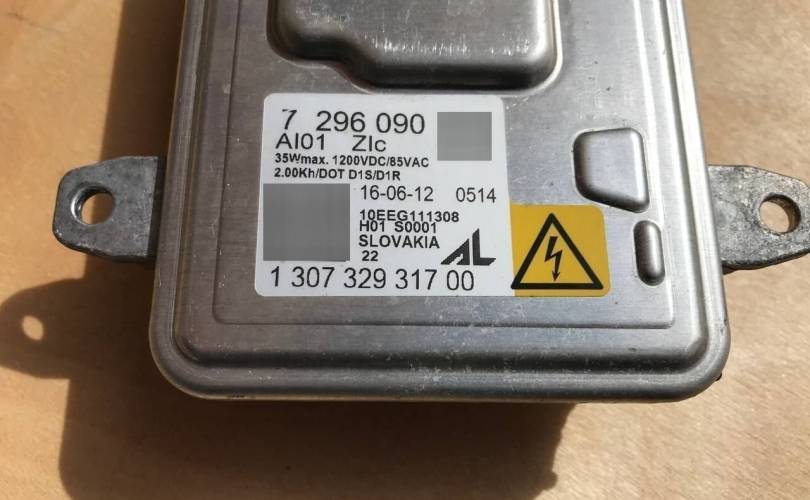 7 296 090
AI01 ZIc
35Wmax. 1200VDC/85VAC
2.00Kh/DOT D1S/D1R
16-06-12 0514
10EEG111308
H01 S0001
SLOVAKIA
22 AL
1 307 329 317 00